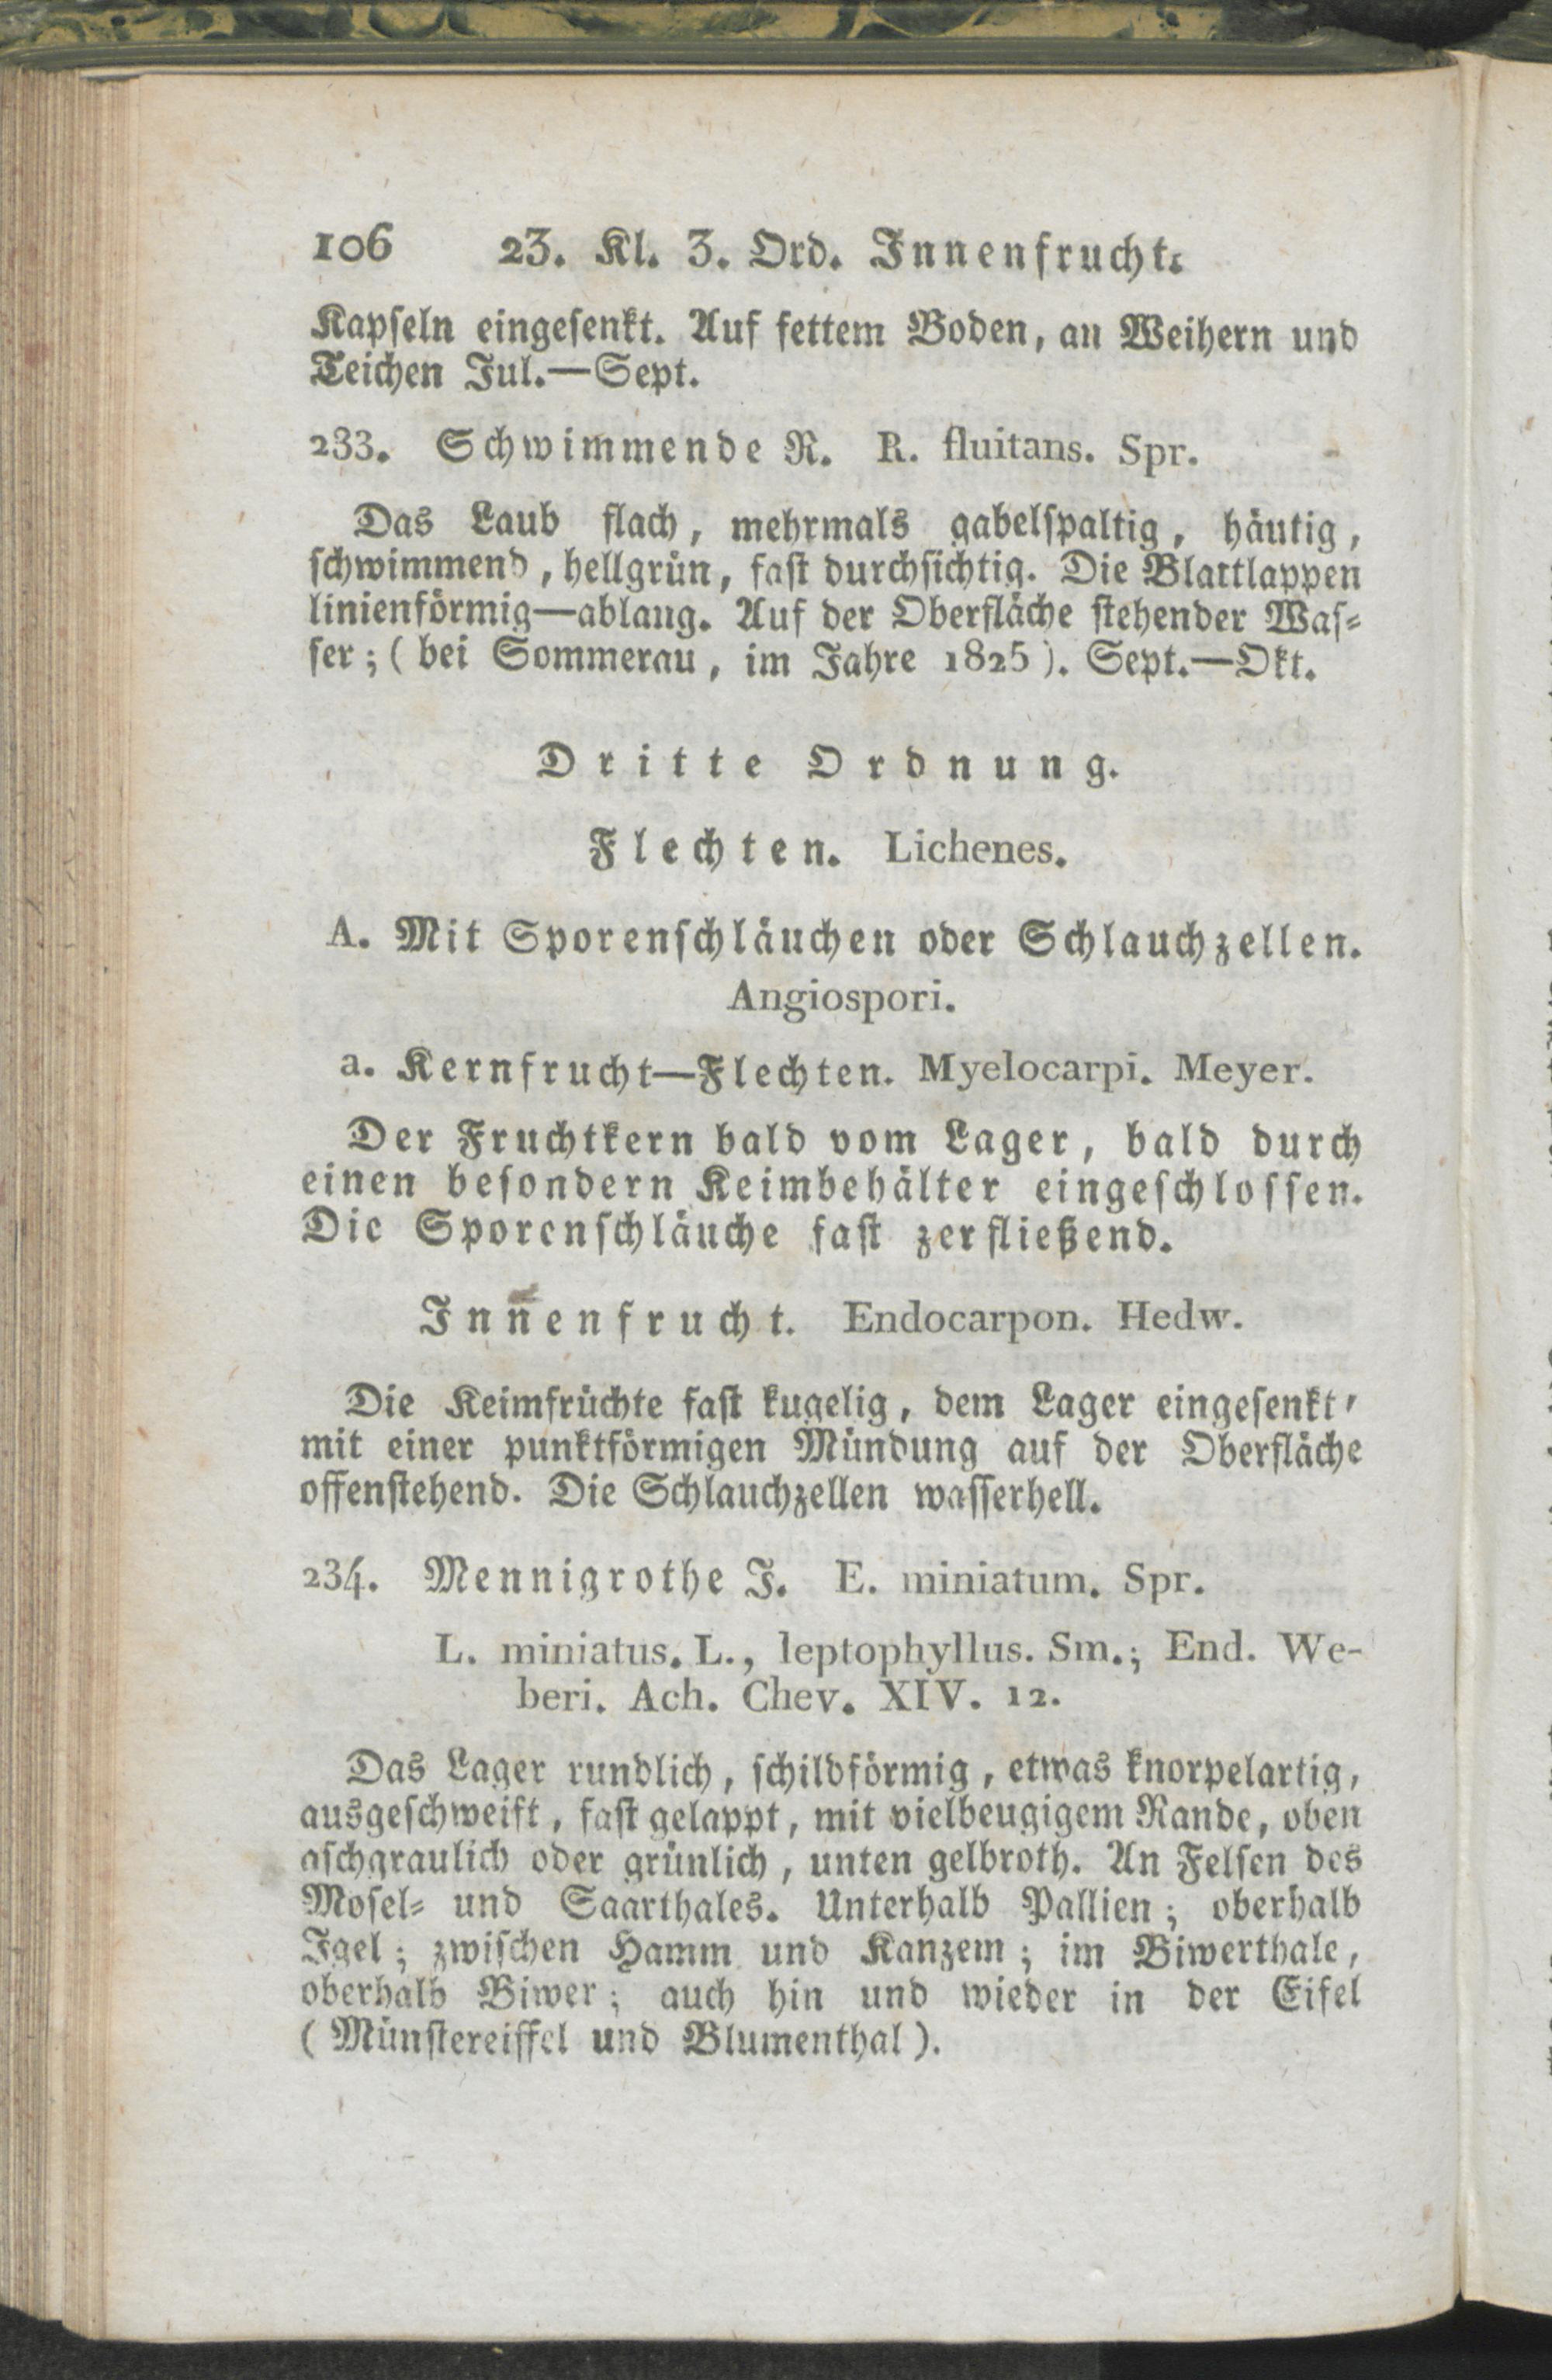 106 23. Kl. 3. Ord. Innenfrucht.
Kapseln eingesenkt. Auf fettem Boden, an Weihern und
Teichen Jul.—Sept.
233. Schwimmende R. R. fluitans. Spr.
Das Laub flach, mehrmals gabelspaltig, häutig,
schwimmend, hellgrün, fast durchsichtig. Die Blattlappen
linienförmig—ablang. Auf der Oberfläche stehender Was-
ser; (bei Sommerau, im Jahre 1825). Sept.—Okt.
Dritte Ordnung.
Flechten. Lichenes.
A. Mit Sporenschläuchen oder Schlauchzellen.
Angiospori.
a. Kernfrucht—Flechten. Myelocarpi. Meyer.
Der Fruchtkern bald vom Lager, bald durch
einen besondern Keimbehälter eingeschlossen.
Die Sporenschläuche fast zerfließend.
Innenfrucht. Endocarpon. Hedw.
Die Keimfrüchte fast kugelig, dem Lager eingesenkt,
mit einer punktförmigen Mündung auf der Oberfläche
offenstehend. Die Schlauchzellen wasserhell.
234. Mennigrothe J. E. miniatum. Spr.
L. miniatus. L., leptophyllus. Sm.; End. We-
beri. Ach. Chev. XIV. 12.
Das Lager rundlich, schildförmig, etwas knorpelartig,
ausgeschweift, fast gelappt, mit vielbeugigem Rande, oben
aschgraulich oder grünlich, unten gelbroth. An Felsen des
Mosel- und Saarthales. Unterhalb Pallien; oberhalb
Igel; zwischen Hamm und Kanzem; im Biwerthale,
oberhalb Biwer; auch hin und wieder in der Eifel
(Münstereiffel und Blumenthal).